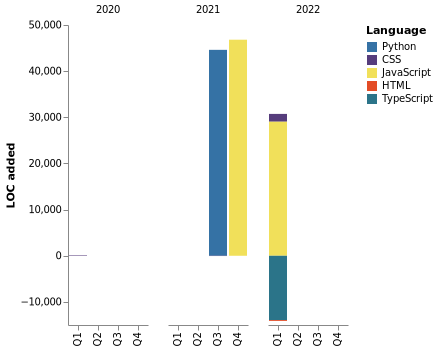 2020 2021 2022
50,000
40,000
30,000
20,000
10,000
0
−10,000
LOC added
Q1 Q2 Q3 Q4 Q1 Q2 Q3 Q4 Q1 Q2 Q3 Q4
Language
Python
CSS
JavaScript
HTML
TypeScript